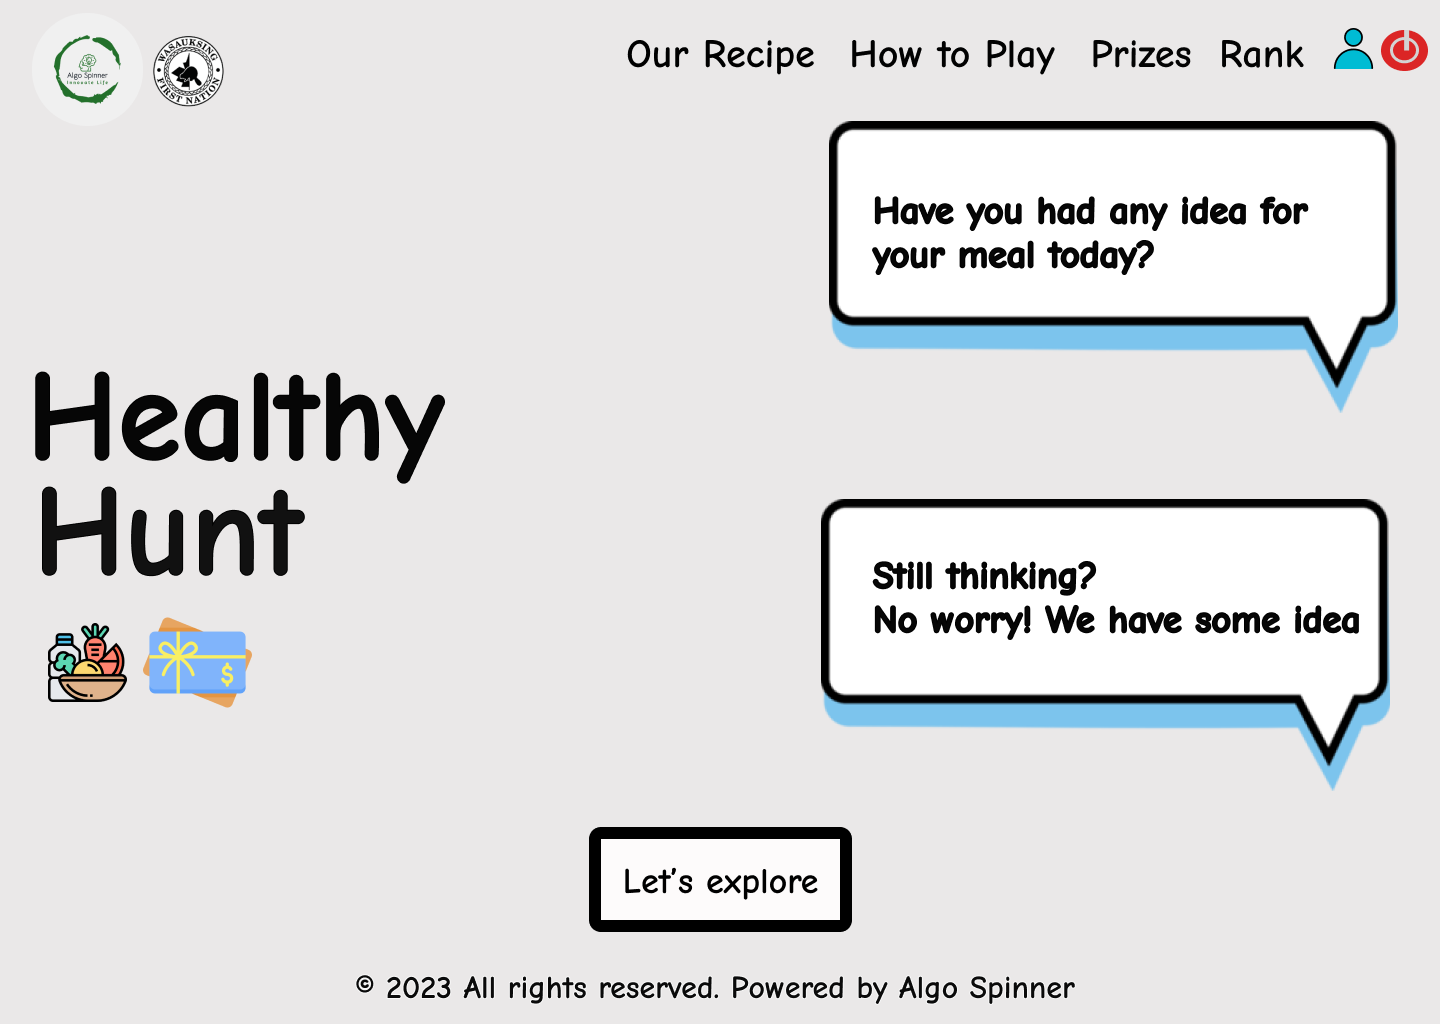 Algo Spinner
Innovate Life
WASAUKSING
FIRST NATION
Our Recipe
How to Play
Prizes
Rank
Have you had any idea for
your meal today?
Healthy
Hunt
Still thinking?
No worry! We have some idea
$
Let's explore
© 2023 All rights reserved. Powered by Algo Spinner